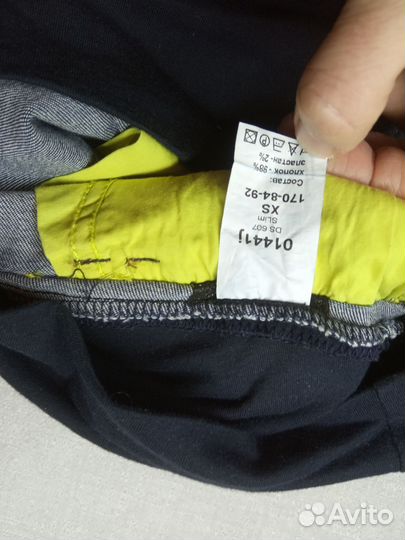 01441j
DS 607
SLIM
XS
170-84-92
Состав:
хлопок-98%
эластан-2%
Avito